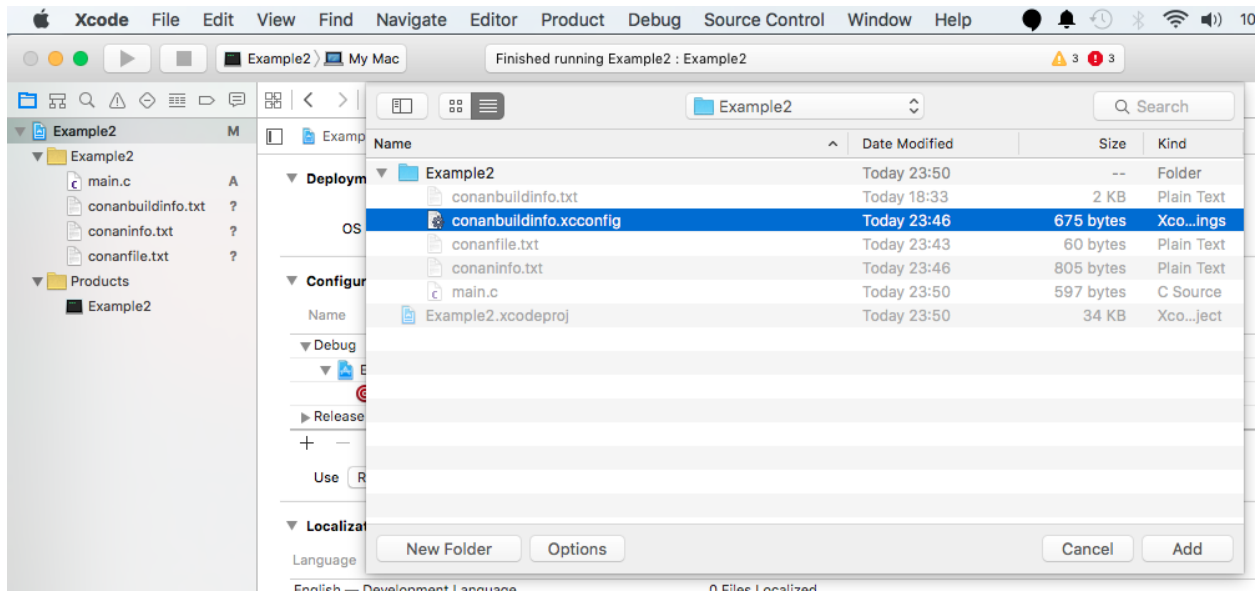 Xcode File Edit View Find Navigate Editor Product Debug Source Control Window Help 10
Example2 My Mac Finished running Example2 : Example2 3 3
Example2 M
Example2
main.c A
conanbuildinfo.txt ?
conaninfo.txt ?
conanfile.txt ?
Products
Example2
Examp
Deploym
OS
Configur
Name
Debug
E
Release
Use R
Localizat
Language
English — Development Language 0 Files Localized
Example2 Search
Name Date Modified Size Kind
Example2 Today 23:50 -- Folder
conanbuildinfo.txt Today 18:33 2 KB Plain Text
conanbuildinfo.xcconfig Today 23:46 675 bytes Xco...ings
conanfile.txt Today 23:43 60 bytes Plain Text
conaninfo.txt Today 23:46 805 bytes Plain Text
main.c Today 23:50 597 bytes C Source
Example2.xcodeproj Today 23:50 34 KB Xco...ject
New Folder Options Cancel Add